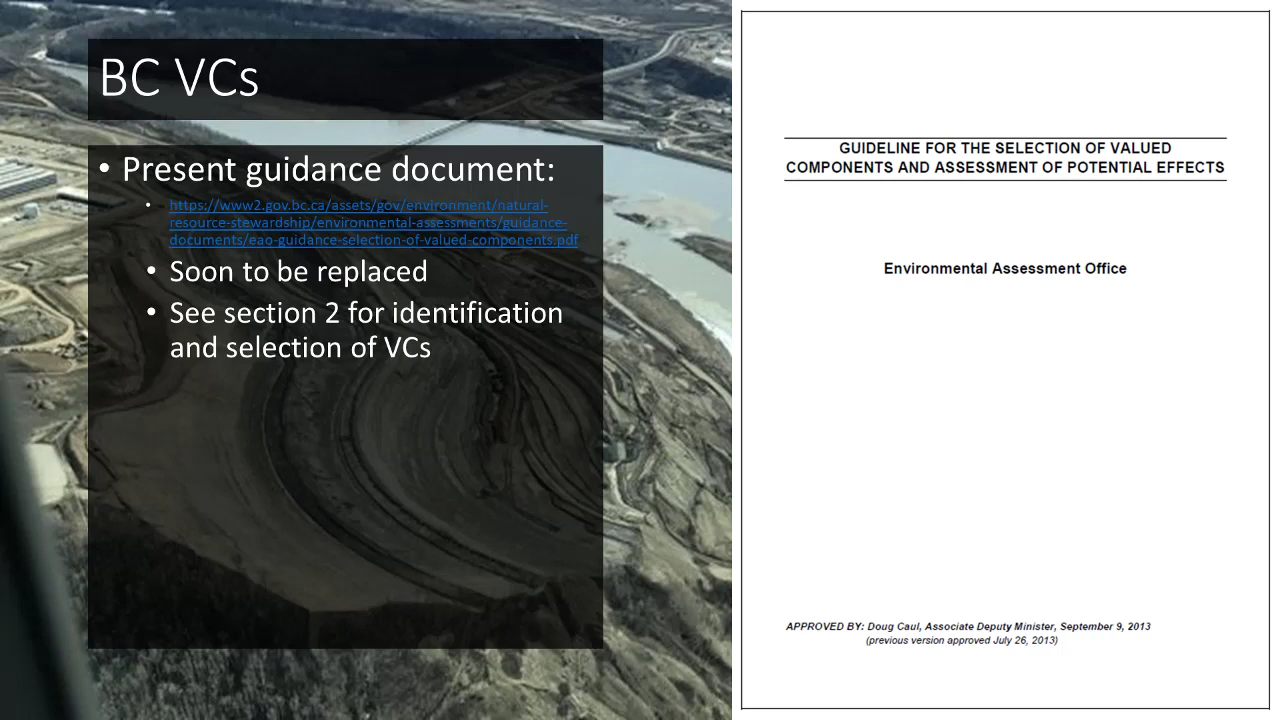 BC VCs
• Present guidance document:
• https://www2.gov.bc.ca/assets/gov/environment/natural-
resource-stewardship/environmental-assessments/guidance-
documents/eao-guidance-selection-of-valued-components.pdf
• Soon to be replaced
• See section 2 for identification
and selection of VCs
GUIDELINE FOR THE SELECTION OF VALUED
COMPONENTS AND ASSESSMENT OF POTENTIAL EFFECTS
Environmental Assessment Office
APPROVED BY: Doug Caul, Associate Deputy Minister, September 9, 2013
(previous version approved July 26, 2013)